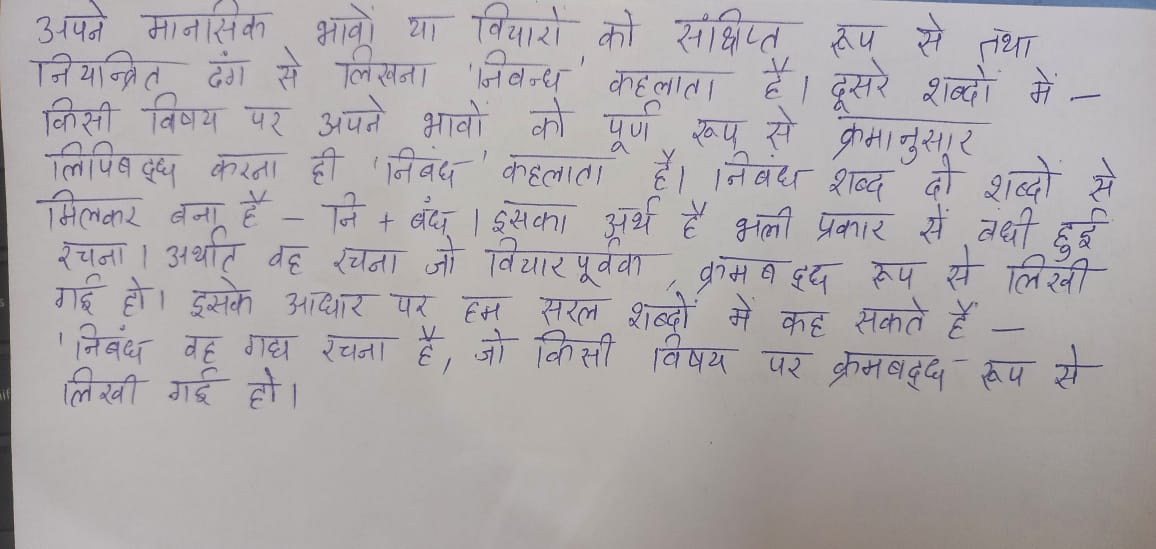 अपने मानसिक भावों या विचारों को संक्षिप्त रूप से तथा
नियन्त्रित ढंग से लिखना 'निबन्ध' कहलाता है। दूसरे शब्दों में –
किसी विषय पर अपने भावों को पूर्ण रूप से क्रमानुसार
लिपिबद्ध करना ही 'निबंध' कहलाता है। निबंध शब्द दो शब्दों से
मिलकर बना है – नि + बंध। इसका अर्थ है भली प्रकार से बंधी हुई
रचना। अर्थात वह रचना जो विचारपूर्वक, क्रमबद्ध रूप से लिखी
गई हो। इसके आधार पर हम सरल शब्दों में कह सकते हैं –
'निबंध वह गद्य रचना है, जो किसी विषय पर क्रमबद्ध रूप से
लिखी गई हो।